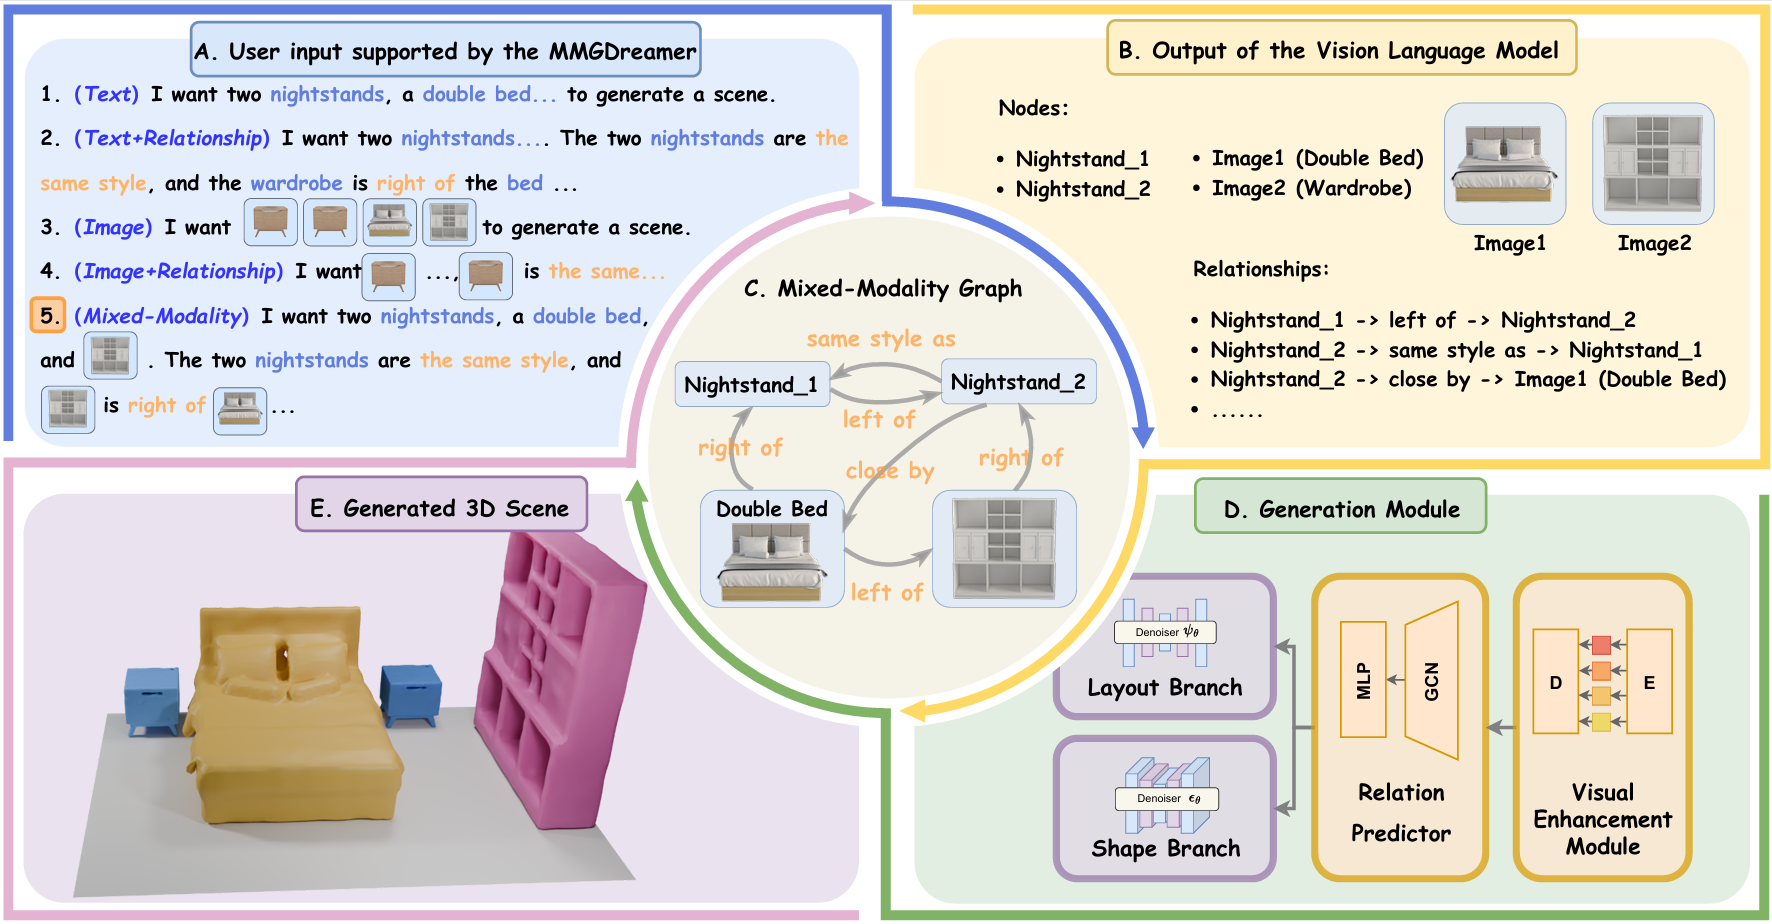 A. User input supported by the MMGDreamer
1. (Text) I want two nightstands, a double bed... to generate a scene.
2. (Text+Relationship) I want two nightstands.... The two nightstands are the
same style, and the wardrobe is right of the bed ...
3. (Image) I want to generate a scene.
4. (Image+Relationship) I want ..., is the same...
5. (Mixed-Modality) I want two nightstands, a double bed,
and . The two nightstands are the same style, and
is right of ...
B. Output of the Vision Language Model
Nodes:
• Nightstand_1
• Nightstand_2
• Image1 (Double Bed)
• Image2 (Wardrobe)
Image1
Image2
Relationships:
• Nightstand_1 -> left of -> Nightstand_2
• Nightstand_2 -> same style as -> Nightstand_1
• Nightstand_2 -> close by -> Image1 (Double Bed)
• ......
C. Mixed-Modality Graph
same style as
Nightstand_1
Nightstand_2
left of
right of
close by
right of
Double Bed
left of
D. Generation Module
Denoiser ψθ
Layout Branch
Denoiser ϵθ
Shape Branch
MLP
GCN
Relation
Predictor
D
E
Visual
Enhancement
Module
E. Generated 3D Scene